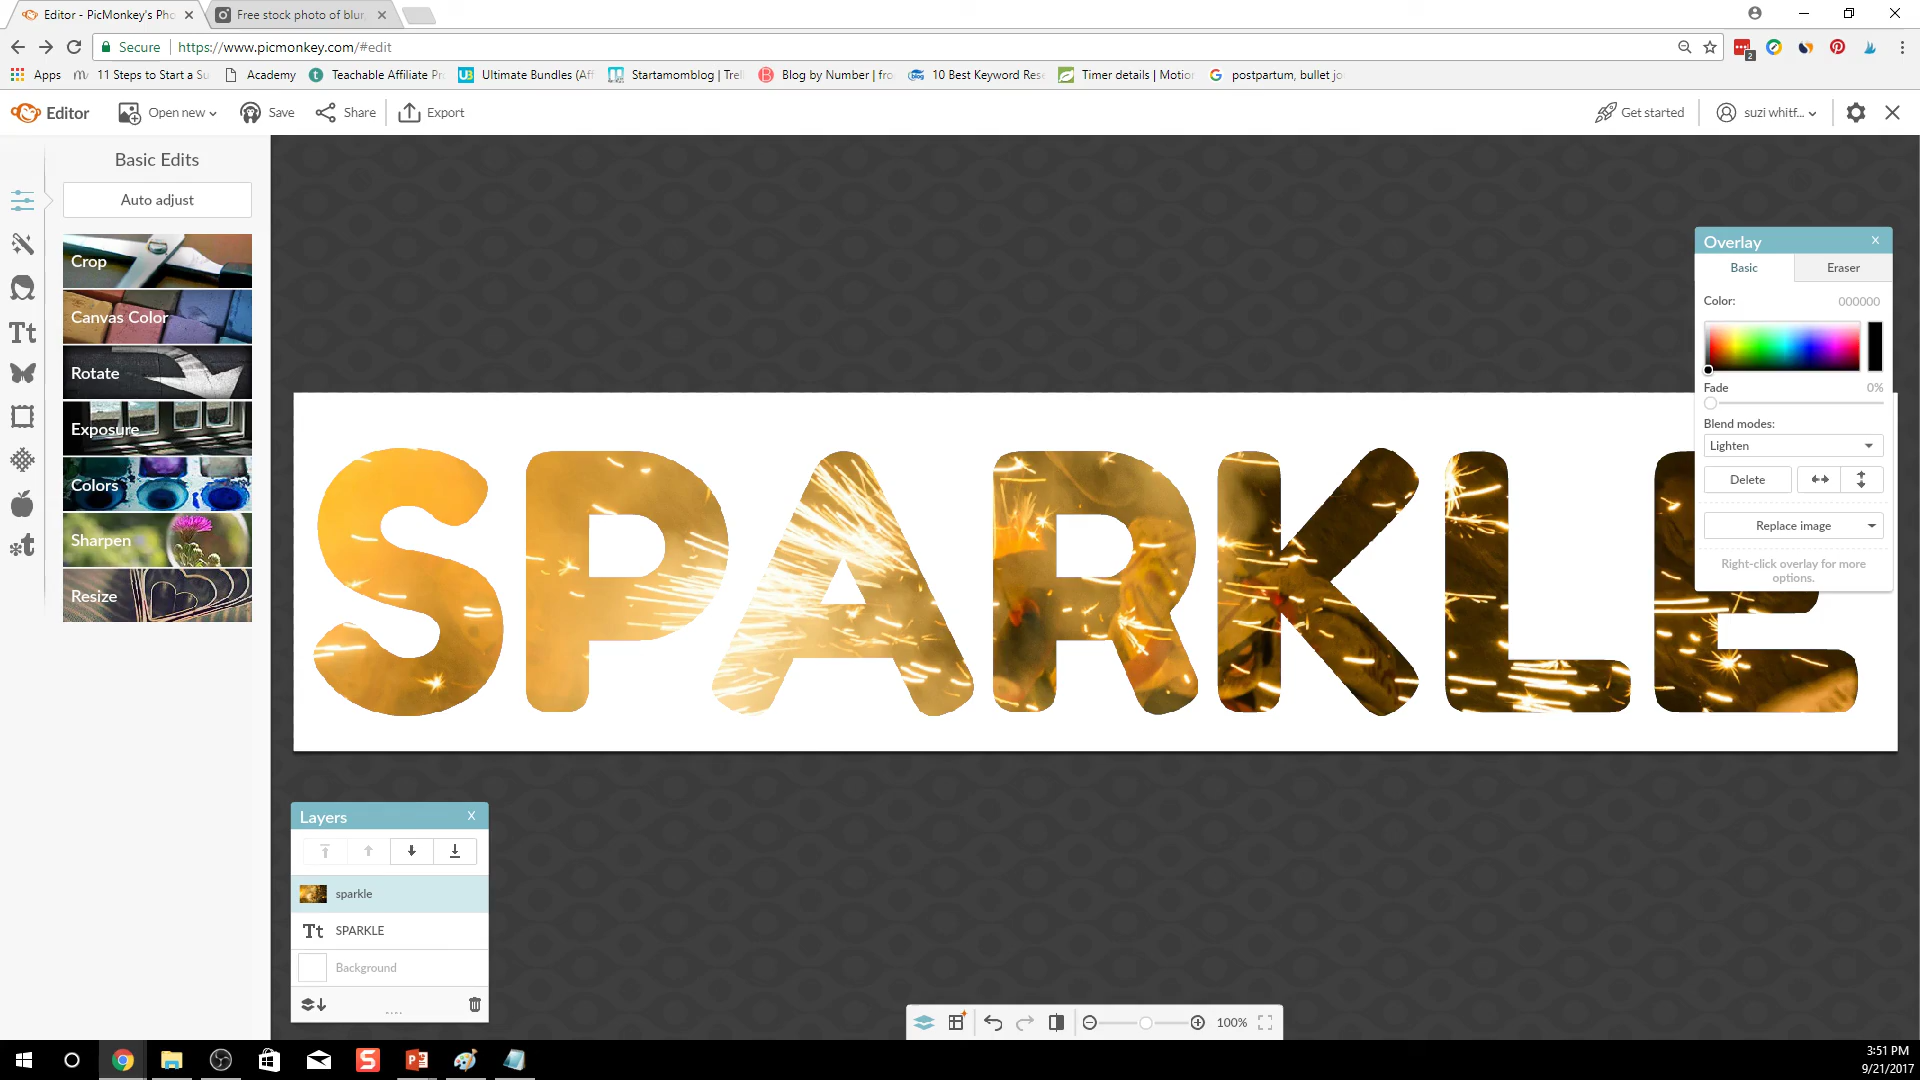 Editor - PicMonkey's Pho
Free stock photo of blur,
Secure
https://www.picmonkey.com/#edit
2
Apps
11 Steps to Start a Su
Academy
Teachable Affiliate Pr
Ultimate Bundles (Aff
Startamomblog | Trel
Blog by Number | fro
10 Best Keyword Rese
Timer details | Motio
postpartum, bullet jo
Editor
Open new
Save
Share
Export
Get started
suzi whitf...
Basic Edits
Auto adjust
Crop
Canvas Color
Rotate
Exposure
Colors
Sharpen
Resize
SPARKLE
Overlay
X
Basic
Eraser
Color:
000000
Fade
0%
Blend modes:
Lighten
Delete
Replace image
Right-click overlay for more
options.
Layers
X
sparkle
Tt SPARKLE
Background
100%
3:51 PM
9/21/2017